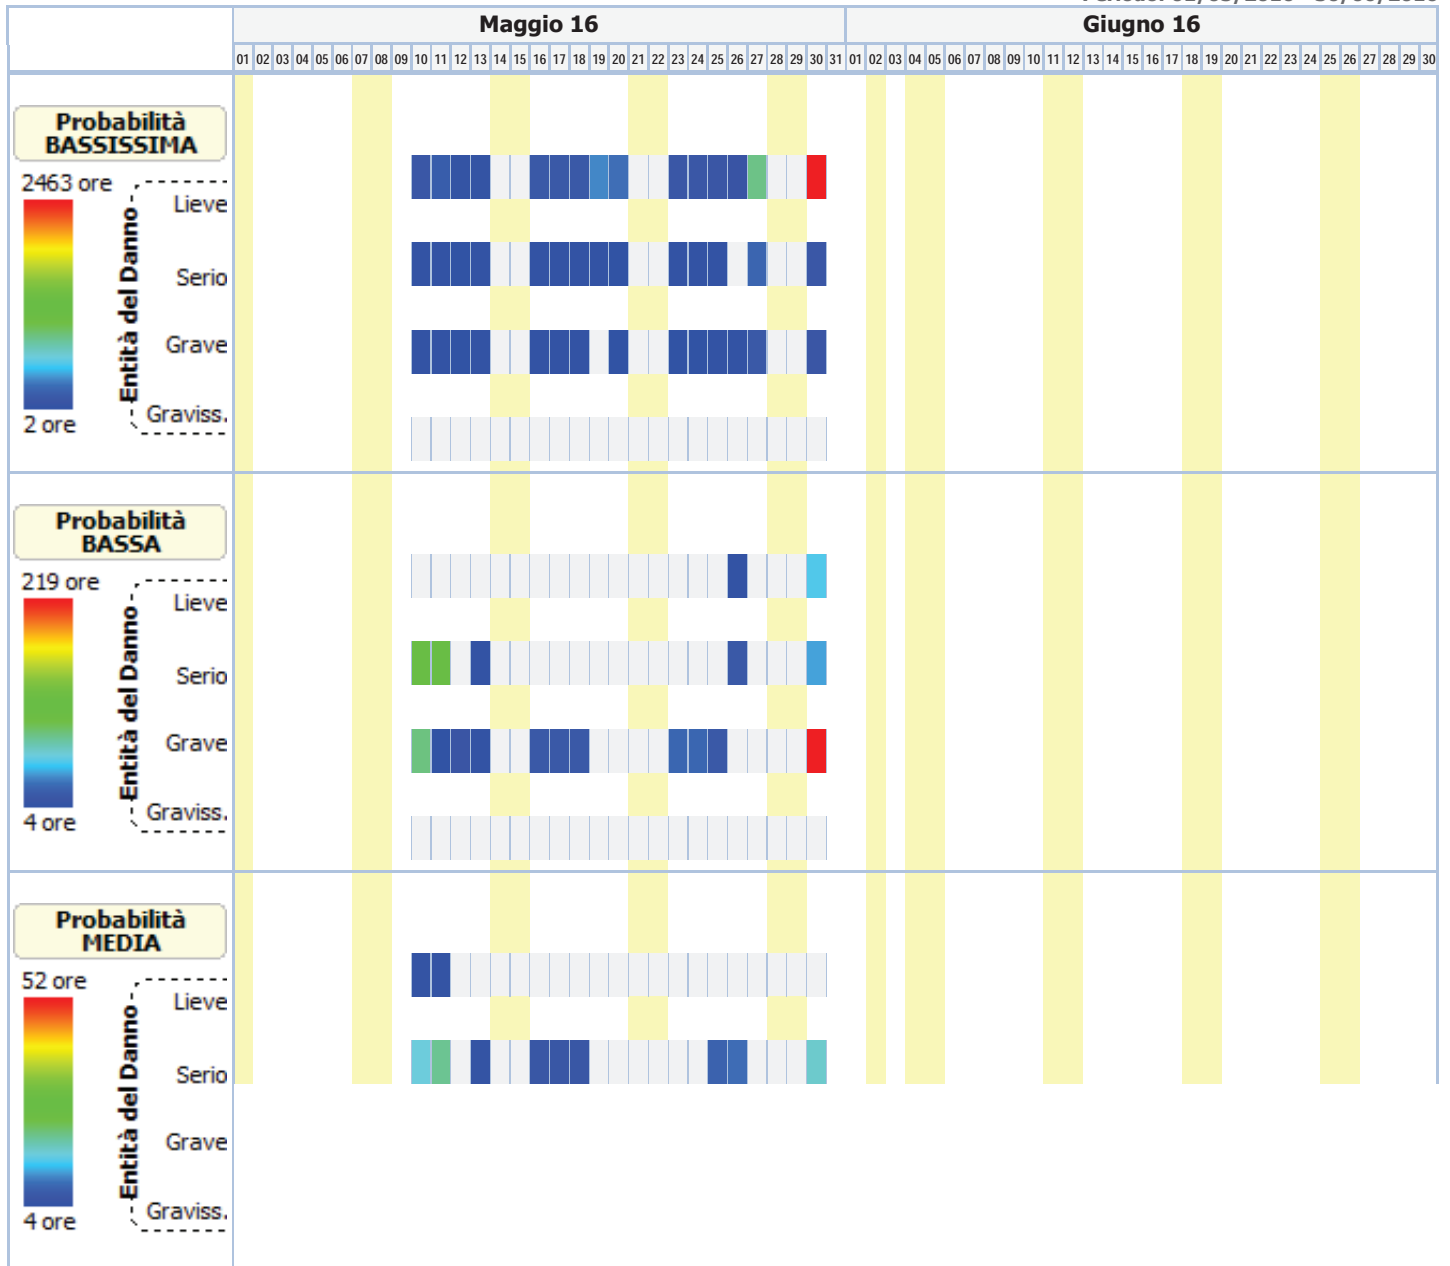 Maggio 16 Giugno 16
01 02 03 04 05 06 07 08 09 10 11 12 13 14 15 16 17 18 19 20 21 22 23 24 25 26 27 28 29 30 31 01 02 03 04 05 06 07 08 09 10 11 12 13 14 15 16 17 18 19 20 21 22 23 24 25 26 27 28 29 30
Probabilità
BASSISSIMA
2463 ore
Entità del Danno
Lieve
Serio
Grave
Graviss.
2 ore
Probabilità
BASSA
219 ore
Entità del Danno
Lieve
Serio
Grave
Graviss.
4 ore
Probabilità
MEDIA
52 ore
Entità del Danno
Lieve
Serio
Grave
Graviss.
4 ore